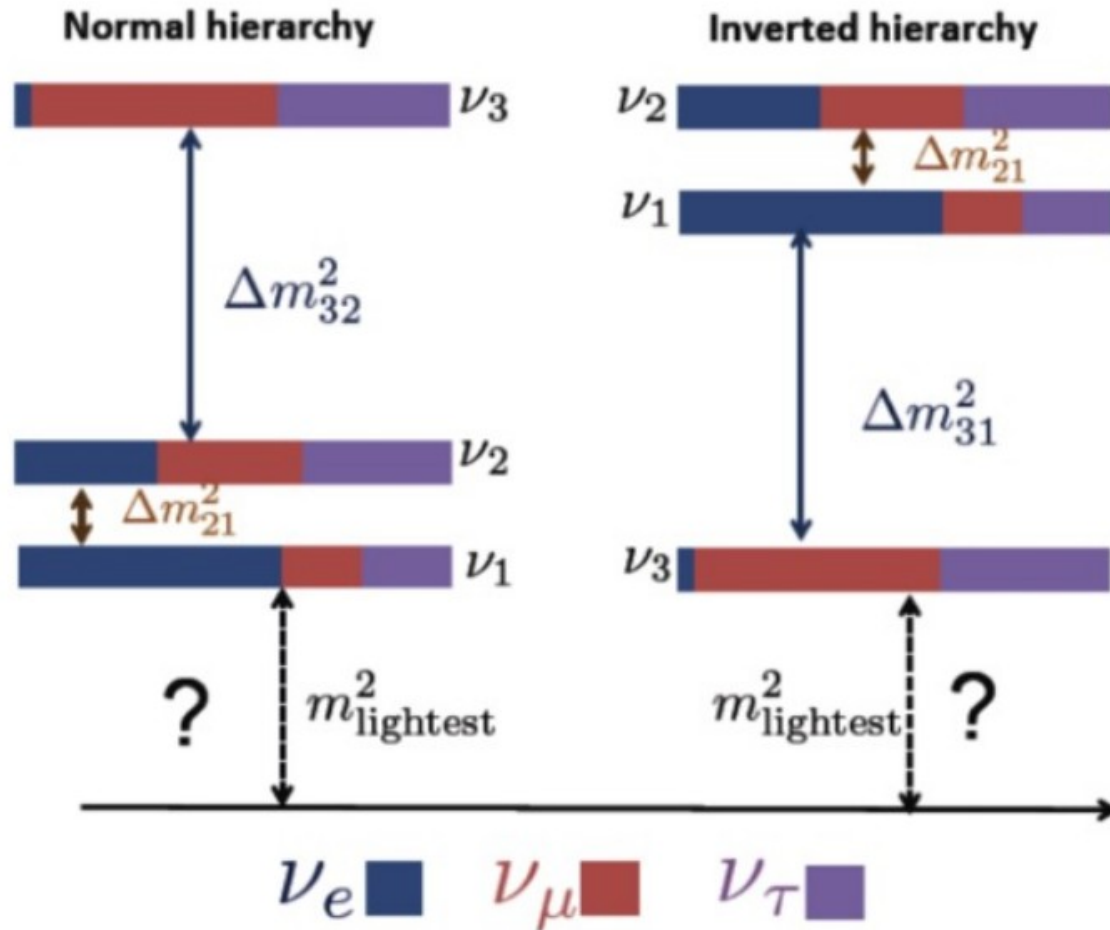 Normal hierarchy
Inverted hierarchy
ν₃
ν₂
Δm²₂₁
ν₁
Δm²₃₂
Δm²₃₁
ν₂
Δm²₂₁
ν₁
ν₃
? m²lightest
m²lightest ?
νe νμ ντ